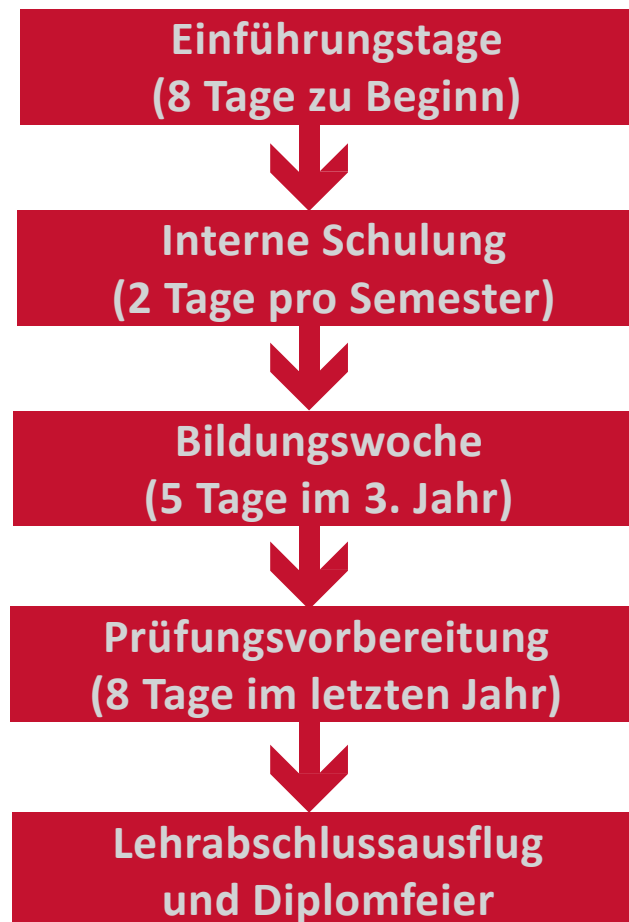 Einführungstage
(8 Tage zu Beginn)
Interne Schulung
(2 Tage pro Semester)
Bildungswoche
(5 Tage im 3. Jahr)
Prüfungsvorbereitung
(8 Tage im letzten Jahr)
Lehrabschlussausflug
und Diplomfeier